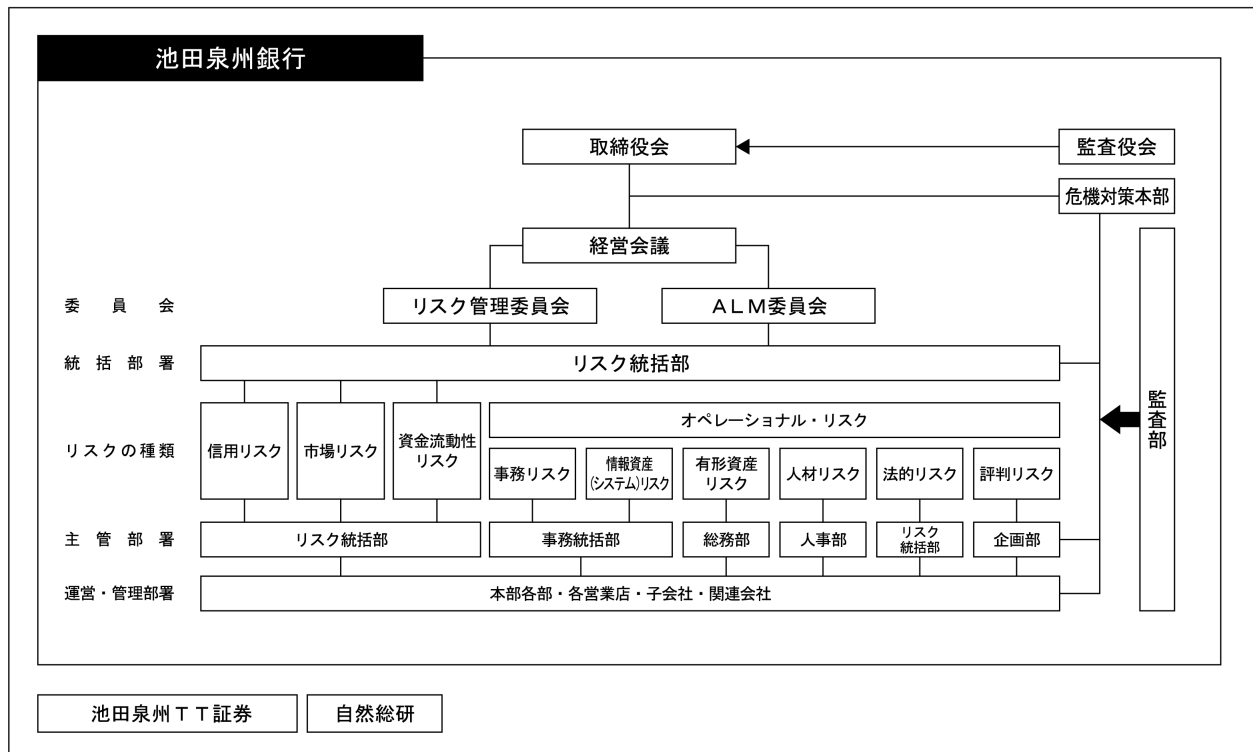 池田泉州銀行
取締役会
監査役会
危機対策本部
経営会議
委員会
リスク管理委員会
ＡＬＭ委員会
統括部署
リスク統括部
監査部
リスクの種類
信用リスク
市場リスク
資金流動性
リスク
オペレーショナル・リスク
事務リスク
情報資産
(システム)リスク
有形資産
リスク
人材リスク
法的リスク
評判リスク
主管部署
リスク統括部
事務統括部
総務部
人事部
リスク
統括部
企画部
運営・管理部署
本部各部・各営業店・子会社・関連会社
池田泉州ＴＴ証券
自然総研